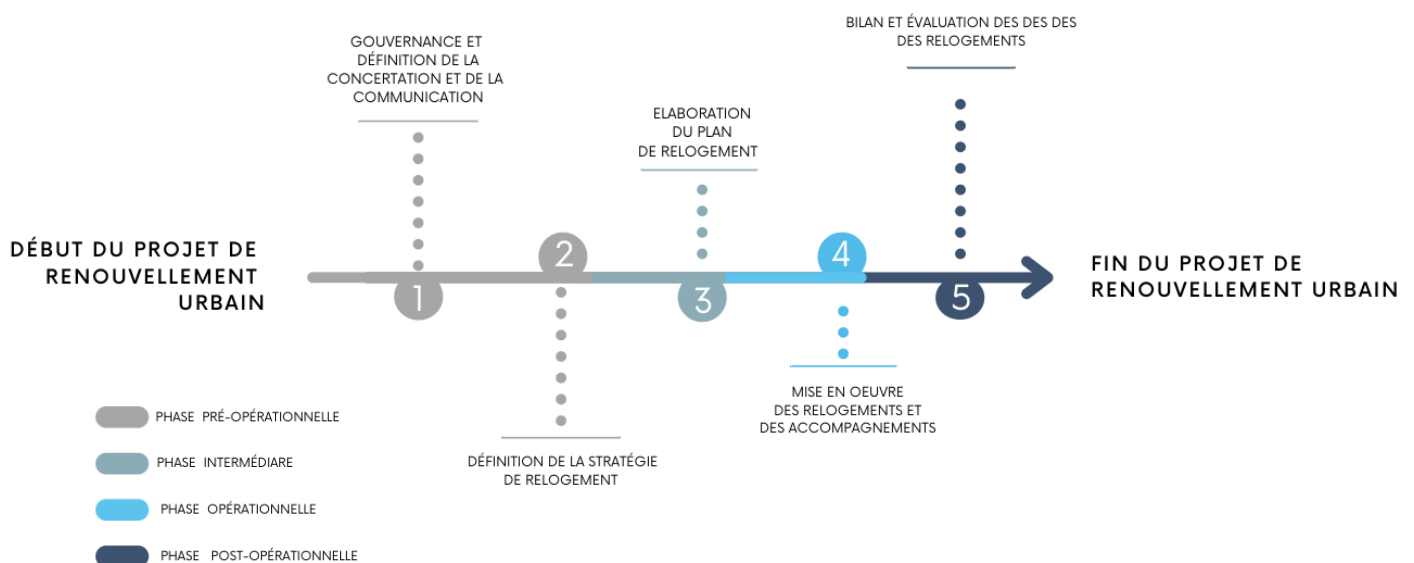 GOUVERNANCE ET
DÉFINITION DE LA
CONCERTATION ET DE LA
COMMUNICATION
ELABORATION
DU PLAN
DE RELOGEMENT
BILAN ET ÉVALUATION DES DES DES
DES RELOGEMENTS
DÉBUT DU PROJET DE
RENOUVELLEMENT
URBAIN
1
2
3
4
5
FIN DU PROJET DE
RENOUVELLEMENT URBAIN
DÉFINITION DE LA STRATÉGIE
DE RELOGEMENT
MISE EN OEUVRE
DES RELOGEMENTS ET
DES ACCOMPAGNEMENTS
PHASE PRÉ-OPÉRATIONNELLE
PHASE INTERMÉDIARE
PHASE OPÉRATIONNELLE
PHASE POST-OPÉRATIONNELLE